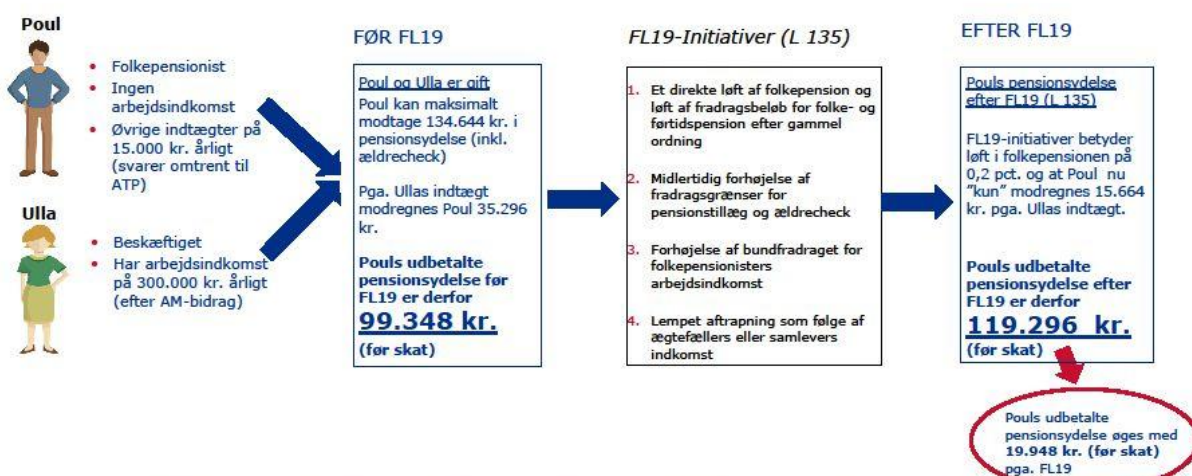 Poul
• Folkepensionist
• Ingen
arbejdsindkomst
• Øvrige indtægter på
15.000 kr. årligt
(svarer omtrent til
ATP)
Ulla
• Beskæftiget
• Har arbejdsindkomst
på 300.000 kr. årligt
(efter AM-bidrag)
FØR FL19
Poul og Ulla er gift
Poul kan maksimalt
modtage 134.644 kr. i
pensionsydelse (inkl.
ældrecheck)
Pga. Ullas indtægt
modregnes Poul 35.296
kr.
Pouls udbetalte
pensionsydelse før
FL19 er derfor
99.348 kr.
(før skat)
FL19-Initiativer (L 135)
1. Et direkte løft af folkepension og
løft af fradragsbeløb for folke- og
førtidspension efter gammel
ordning
2. Midlertidig forhøjelse af
fradragsgrænser for
pensionstillæg og ældrecheck
3. Forhøjelse af bundfradraget for
folkepensionisters
arbejdsindkomst
4. Lempet aftrapning som følge af
ægtefællers eller samlevers
indkomst
EFTER FL19
Pouls pensionsydelse
efter FL19 (L 135)
FL19-initiativer betyder
løft i folkepensionen på
0,2 pct. og at Poul nu
"kun" modregnes 15.664
kr. pga. Ullas indtægt.
Pouls udbetalte
pensionsydelse efter
FL19 er derfor
119.296 kr.
(før skat)
Pouls udbetalte
pensionsydelse øges med
19.948 kr. (før skat)
pga. FL19